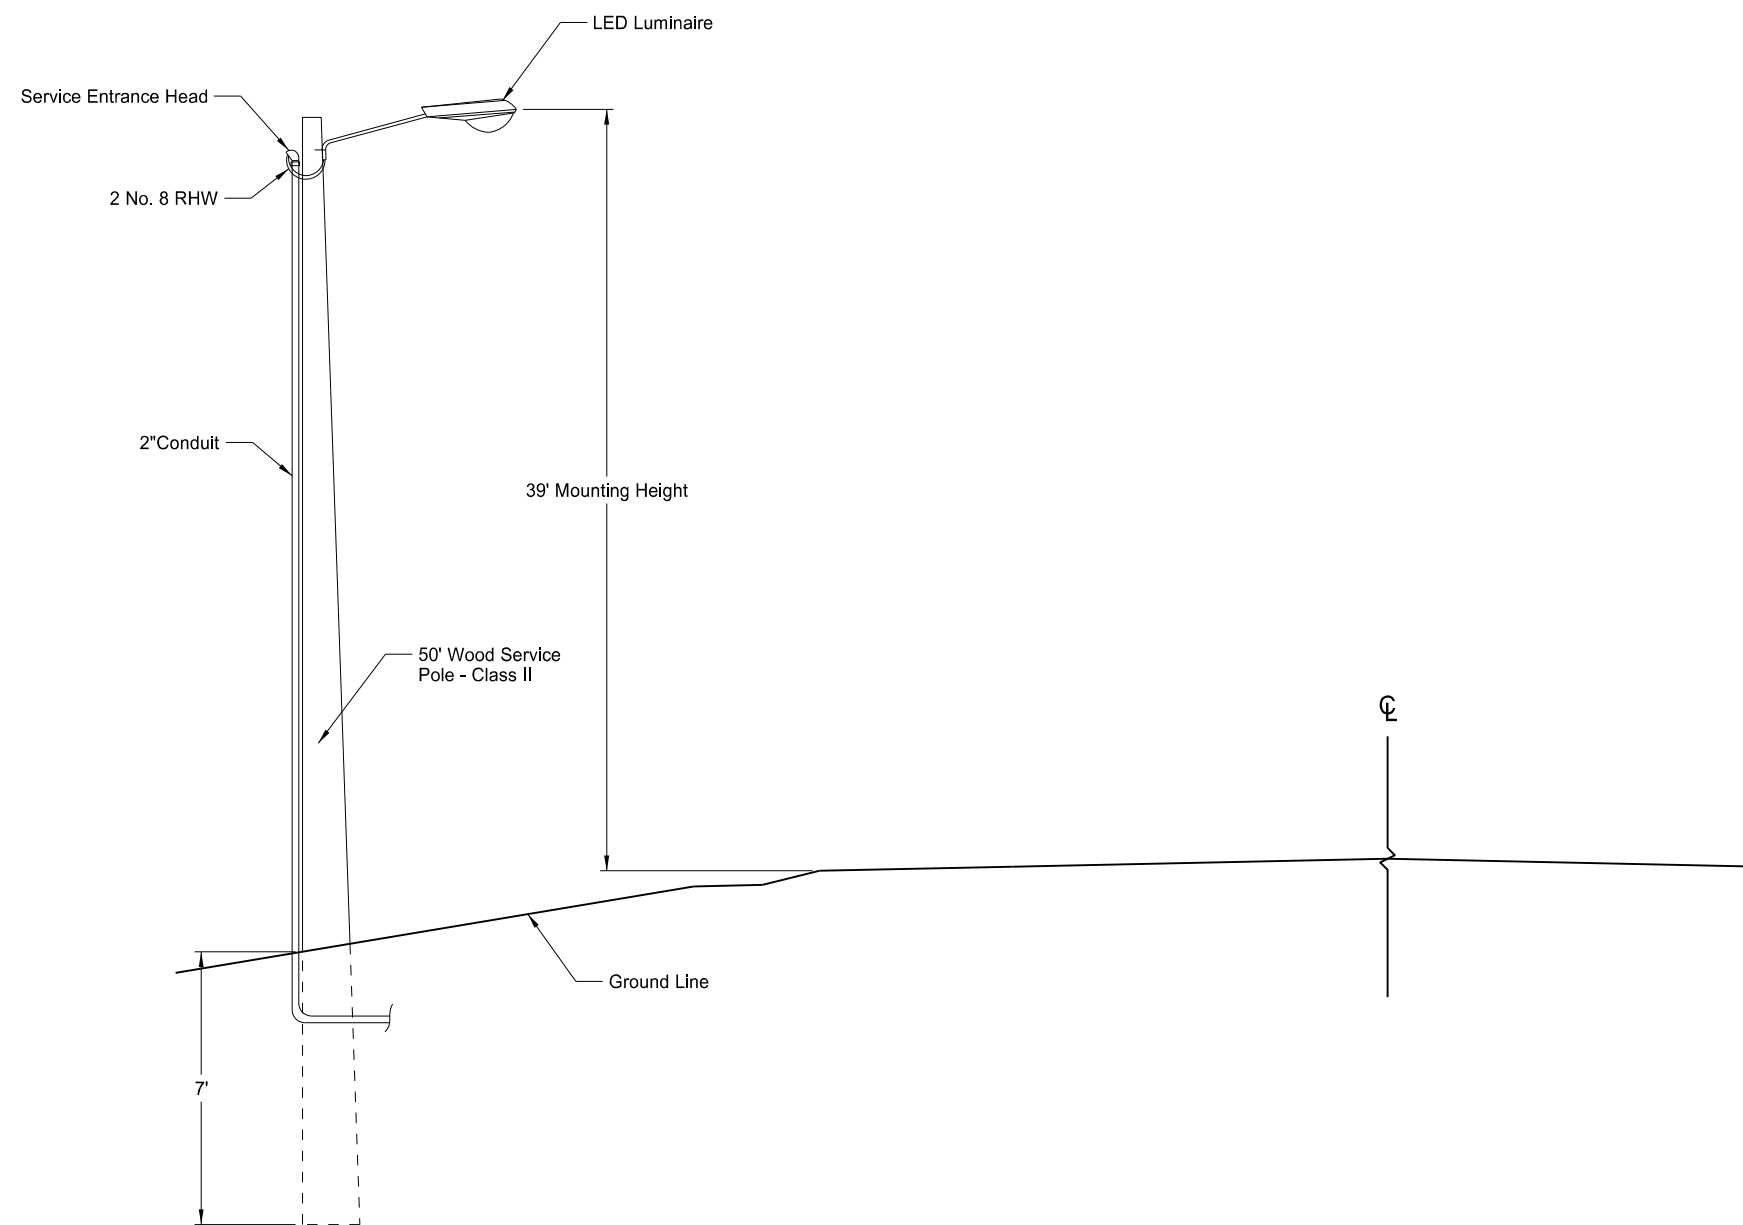 LED Luminaire
Service Entrance Head
2 No. 8 RHW
2"Conduit
39' Mounting Height
50' Wood Service
Pole - Class II
℄
Ground Line
7'